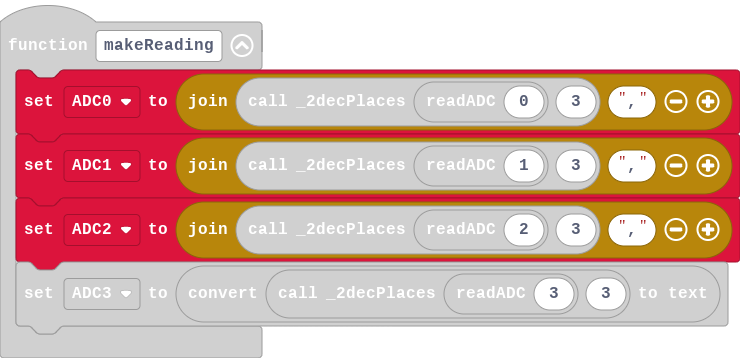 function makeReading
set ADC0 to join call _2decPlaces readADC 0 3 ","
set ADC1 to join call _2decPlaces readADC 1 3 ","
set ADC2 to join call _2decPlaces readADC 2 3 ","
set ADC3 to convert call _2decPlaces readADC 3 3 to text